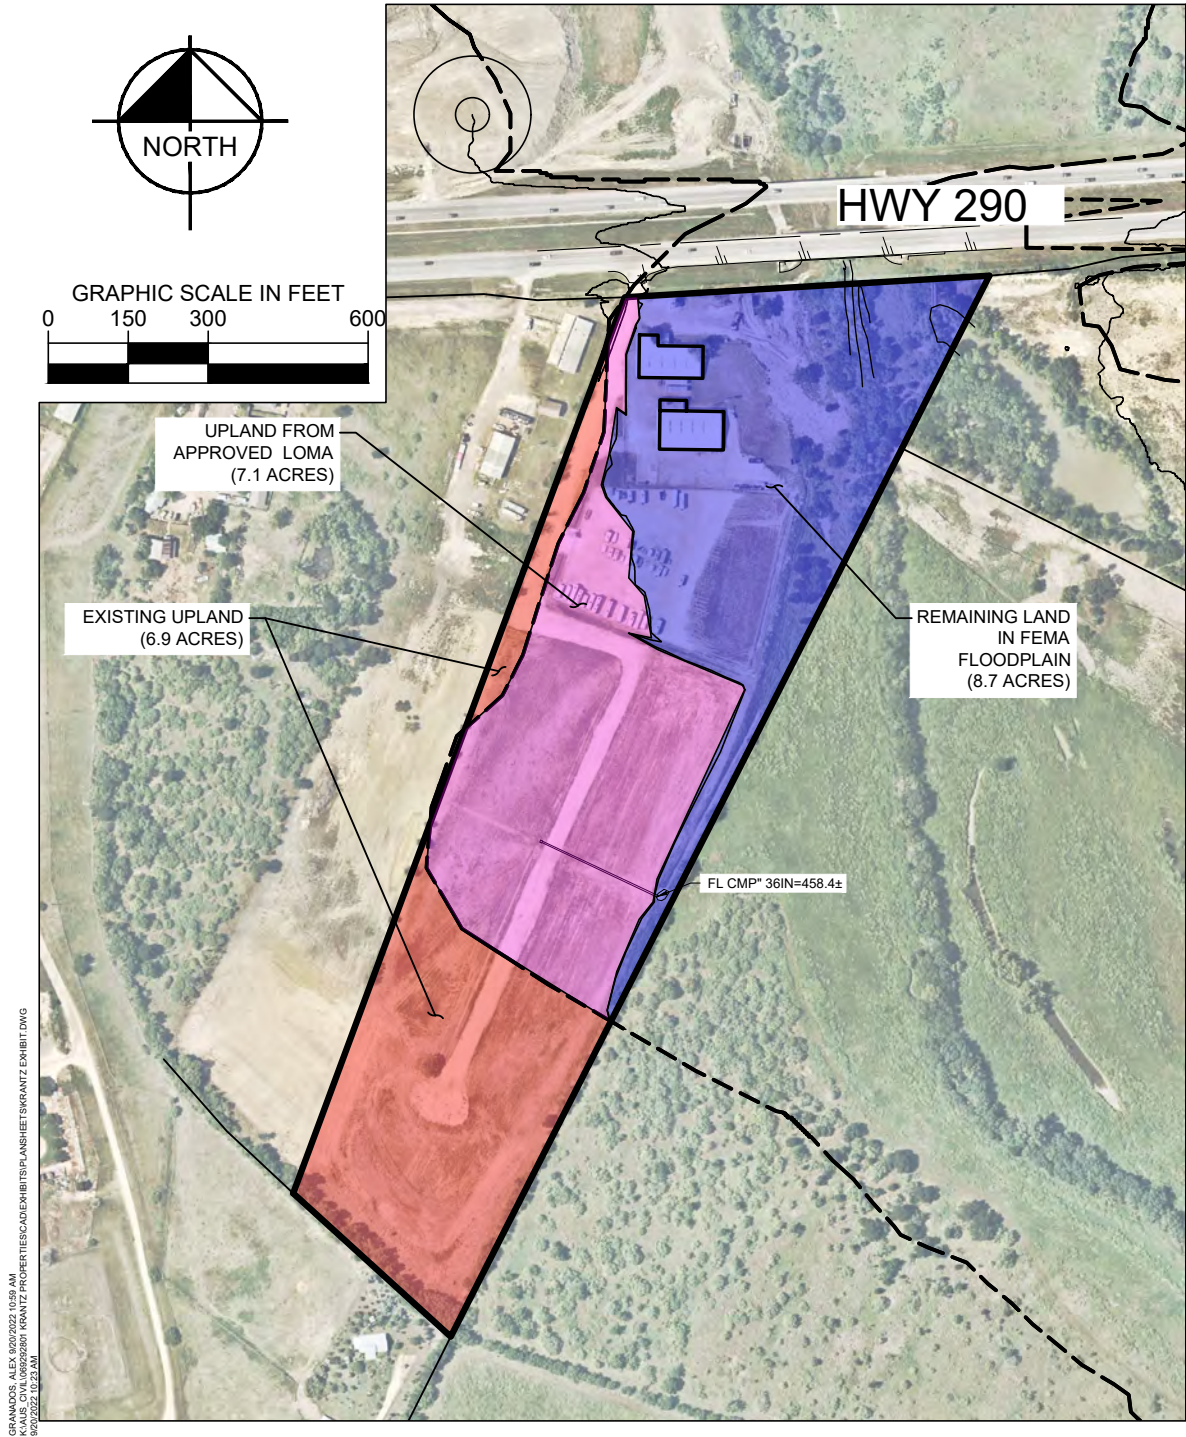 NORTH
GRAPHIC SCALE IN FEET
0 150 300 600
HWY 290
UPLAND FROM
APPROVED LOMA
(7.1 ACRES)
EXISTING UPLAND
(6.9 ACRES)
REMAINING LAND
IN FEMA
FLOODPLAIN
(8.7 ACRES)
FL CMP" 36IN=458.4±
GRANADOS, ALEX 9/20/2022 10:59 AM
K:\AUS_CIVIL\069292801 KRANTZ PROPERTIES\CAD\EXHIBITS\PLANSHEETS\KRANTZ EXHIBIT.DWG
9/20/2022 10:23 AM